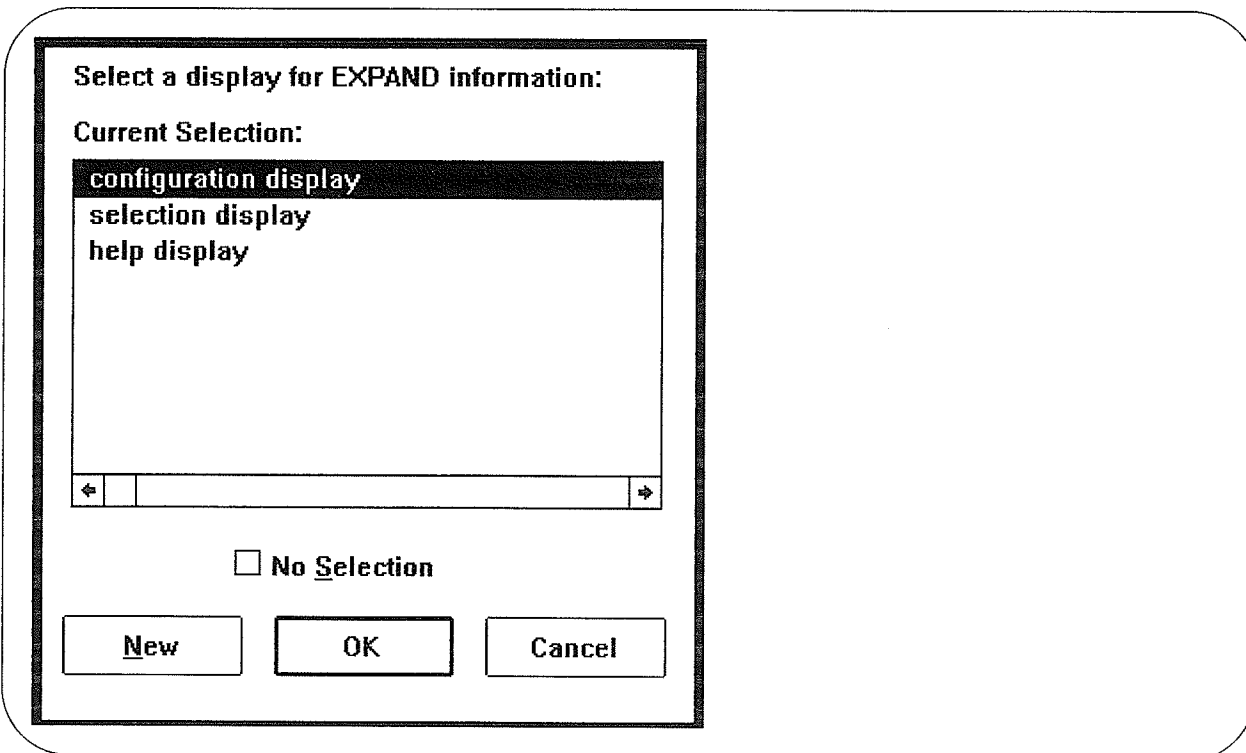 Select a display for EXPAND information:
Current Selection:
configuration display
selection display
help display
No Selection
New
OK
Cancel